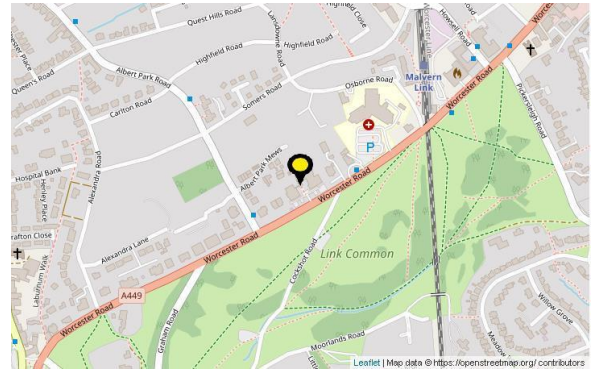 Quest Hills Road
Highfield Close
Lansdowne Road
Highfield Road
Highfield Road
Queen's Road
Albert Park Road
Osborne Road
Malvern
Link
Howsell Road
Worcester Road
Pickersleigh Road
Carlton Road
Somers Road
P
Albert Park Mews
Hospital Bank
Henley Place
Alexandra Road
Worcester Road
Alexandra Lane
Worcester Road
Link Common
Cockshot Road
Laburnum Walk
A449
Worcester Road
Graham Road
Moorlands Road
Willow Grove
Leaflet | Map data © https://openstreetmap.org/ contributors